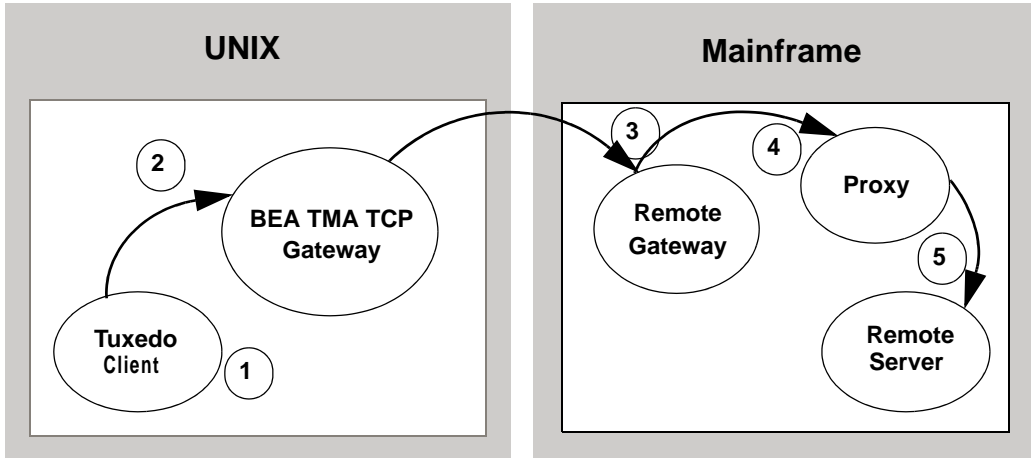 UNIX
2
BEA TMA TCP
Gateway
Tuxedo
Client
1
Mainframe
3
4
Proxy
Remote
Gateway
5
Remote
Server